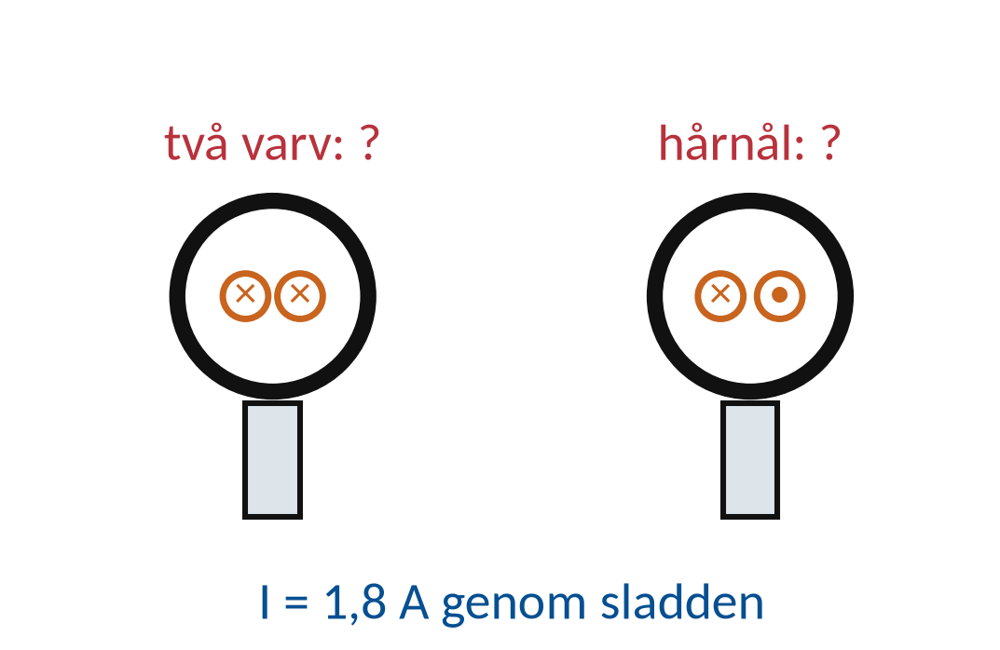 två varv: ?
hårnål: ?
I = 1,8 A genom sladden